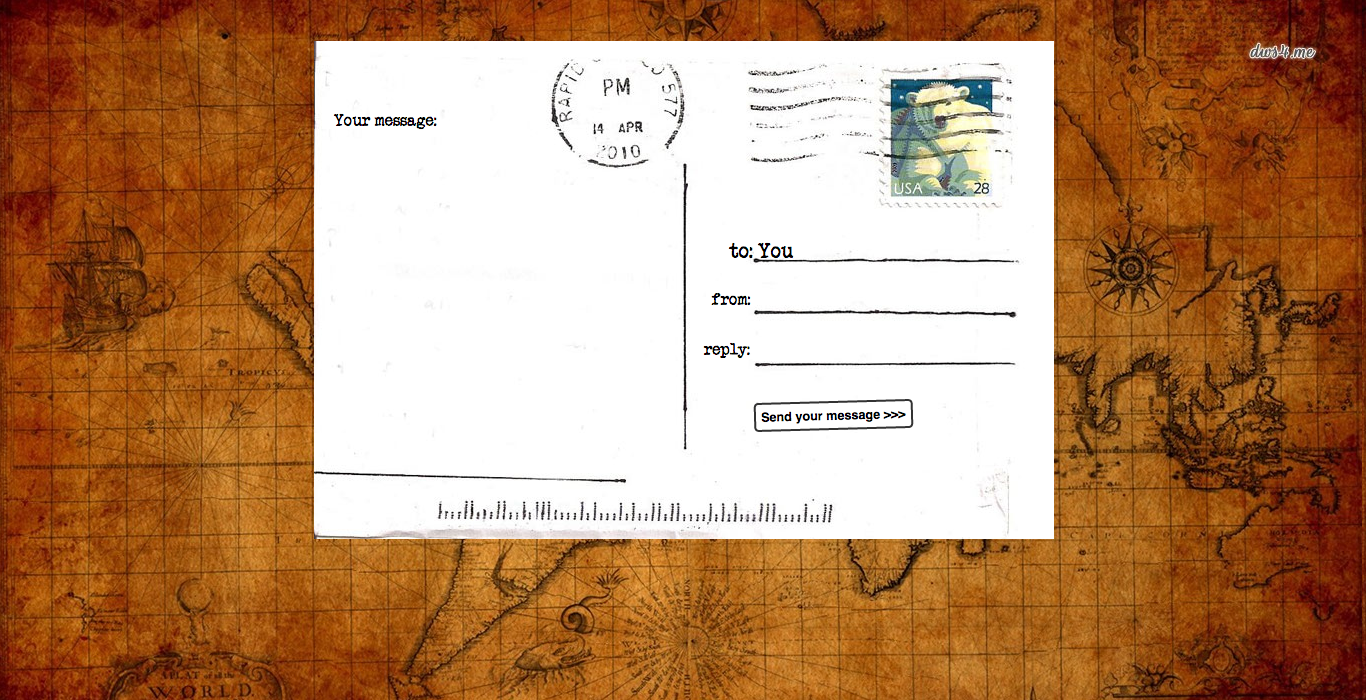 dws4.me
RAPID 577
PM
14 APR
2010
Your message:
USA 28
to: You
from:
reply:
Send your message >>>
TROPICVS
WORLD.